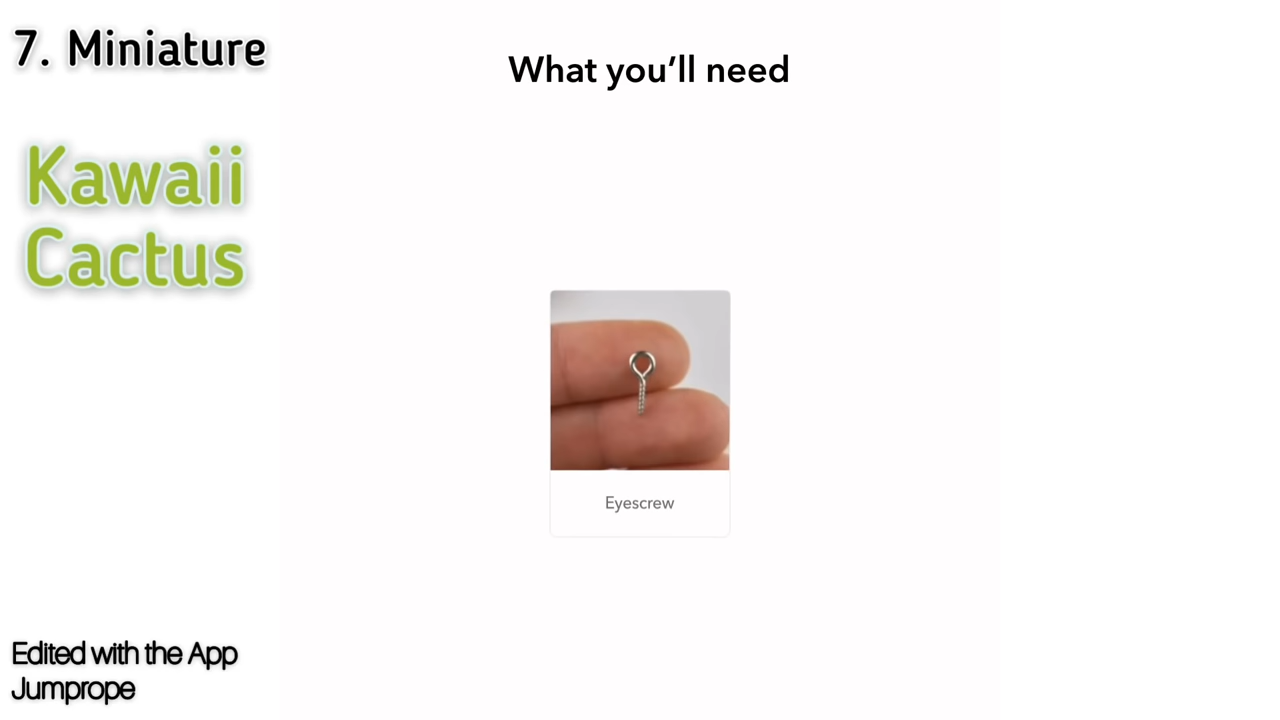 7. Miniature
What you’ll need
Kawaii
Cactus
Eyescrew
Edited with the App
Jumprope